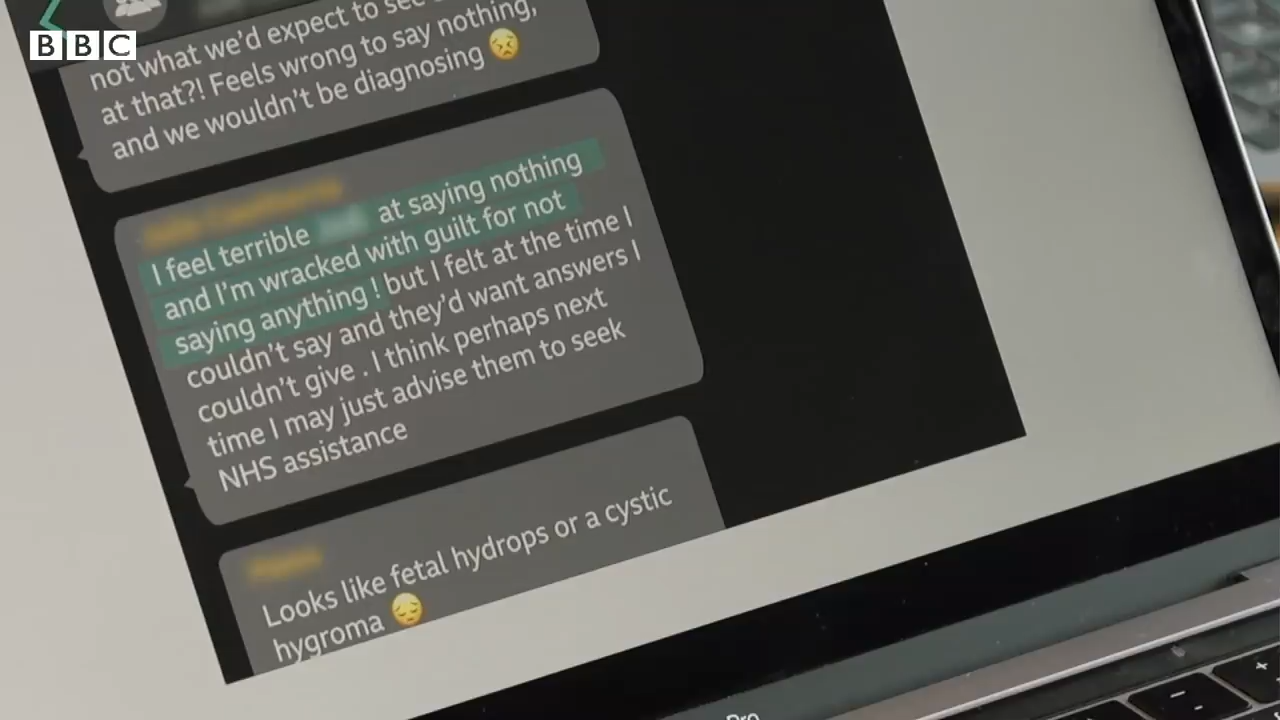 BBC
not what we'd expect to see
at that?! Feels wrong to say nothing,
and we wouldn't be diagnosing 😣
I feel terrible at saying nothing
and I'm wracked with guilt for not
saying anything ! but I felt at the time I
couldn't say and they'd want answers I
couldn't give . I think perhaps next
time I may just advise them to seek
NHS assistance
Looks like fetal hydrops or a cystic
hygroma 😔
Pro